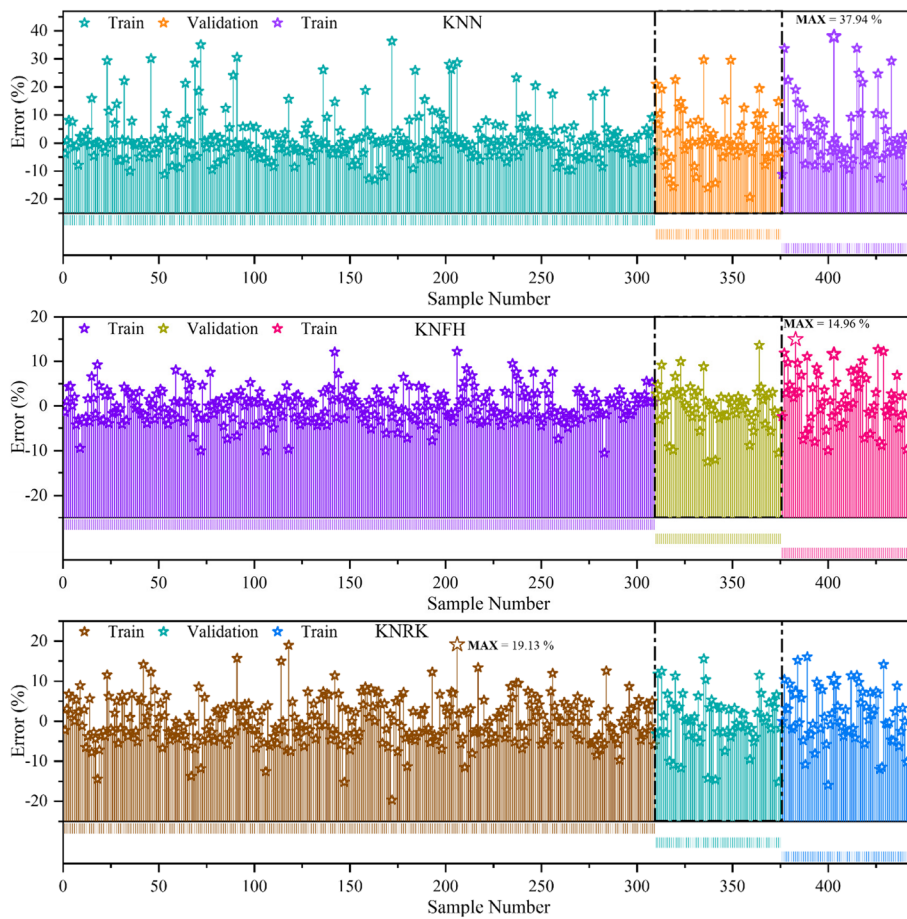 Train Validation Train KNN
MAX = 37.94 %
Error (%)
40
30
20
10
0
-10
-20
0 50 100 150 200 250 300 350 400
Sample Number
Train Validation Train KNFH
MAX = 14.96 %
Error (%)
20
10
0
-10
-20
0 50 100 150 200 250 300 350 400
Sample Number
Train Validation Train KNRK
MAX = 19.13 %
Error (%)
20
10
0
-10
-20
0 50 100 150 200 250 300 350 400
Sample Number